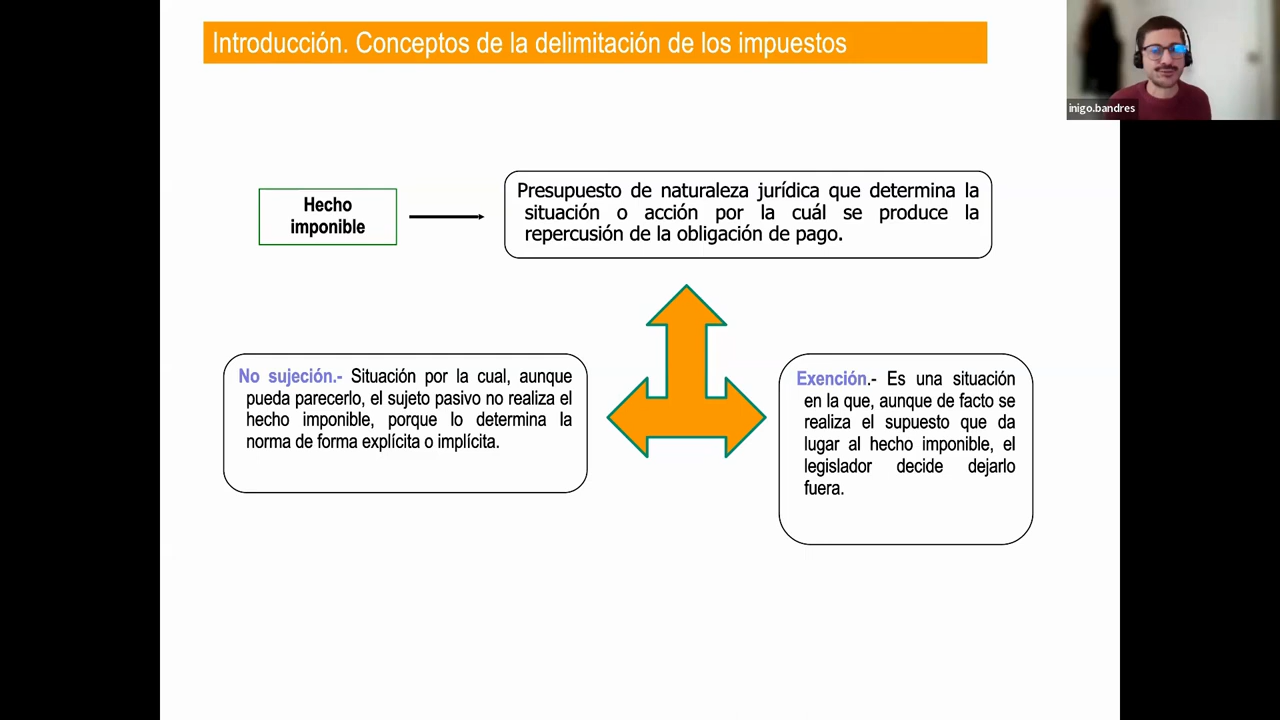 Introducción. Conceptos de la delimitación de los impuestos
inigo.bandres
Hecho
imponible
Presupuesto de naturaleza jurídica que determina la
situación o acción por la cuál se produce la
repercusión de la obligación de pago.
No sujeción.- Situación por la cual, aunque
pueda parecerlo, el sujeto pasivo no realiza el
hecho imponible, porque lo determina la
norma de forma explícita o implícita.
Exención.- Es una situación
en la que, aunque de facto se
realiza el supuesto que da
lugar al hecho imponible, el
legislador decide dejarlo
fuera.